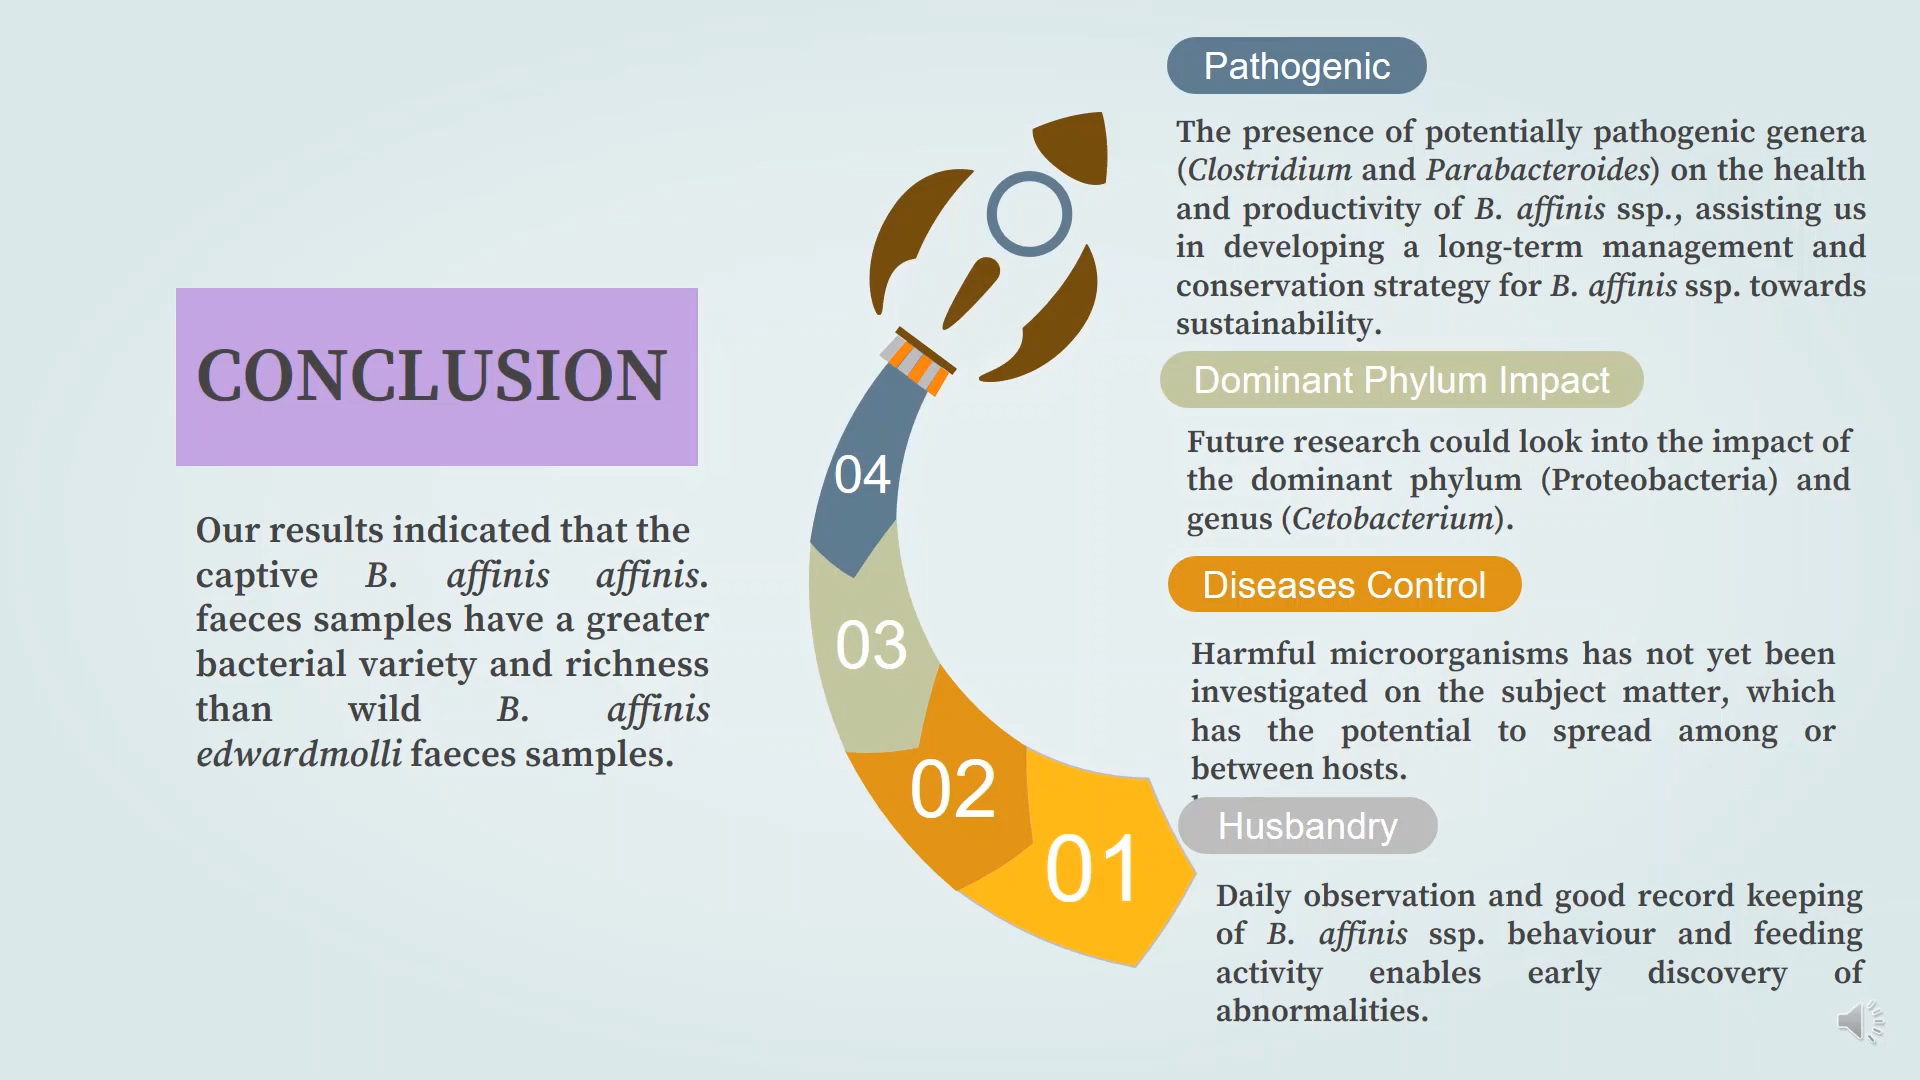 CONCLUSION
Our results indicated that the
captive B. affinis affinis.
faeces samples have a greater
bacterial variety and richness
than wild B. affinis
edwardmolli faeces samples.
04
03
02
01
Pathogenic
The presence of potentially pathogenic genera
(Clostridium and Parabacteroides) on the health
and productivity of B. affinis ssp., assisting us
in developing a long-term management and
conservation strategy for B. affinis ssp. towards
sustainability.
Dominant Phylum Impact
Future research could look into the impact of
the dominant phylum (Proteobacteria) and
genus (Cetobacterium).
Diseases Control
Harmful microorganisms has not yet been
investigated on the subject matter, which
has the potential to spread among or
between hosts.
Husbandry
Daily observation and good record keeping
of B. affinis ssp. behaviour and feeding
activity enables early discovery of
abnormalities.